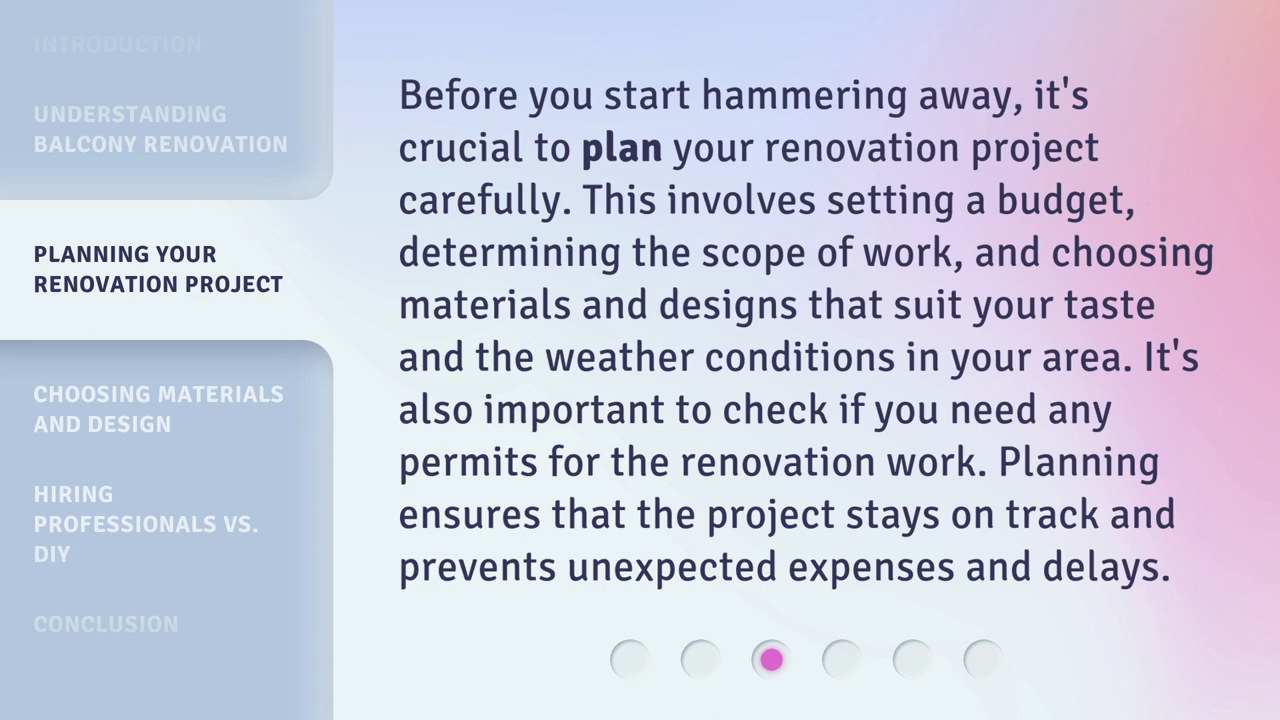 INTRODUCTION
UNDERSTANDING
BALCONY RENOVATION
PLANNING YOUR
RENOVATION PROJECT
CHOOSING MATERIALS
AND DESIGN
HIRING
PROFESSIONALS VS.
DIY
CONCLUSION
Before you start hammering away, it's
crucial to plan your renovation project
carefully. This involves setting a budget,
determining the scope of work, and choosing
materials and designs that suit your taste
and the weather conditions in your area. It's
also important to check if you need any
permits for the renovation work. Planning
ensures that the project stays on track and
prevents unexpected expenses and delays.